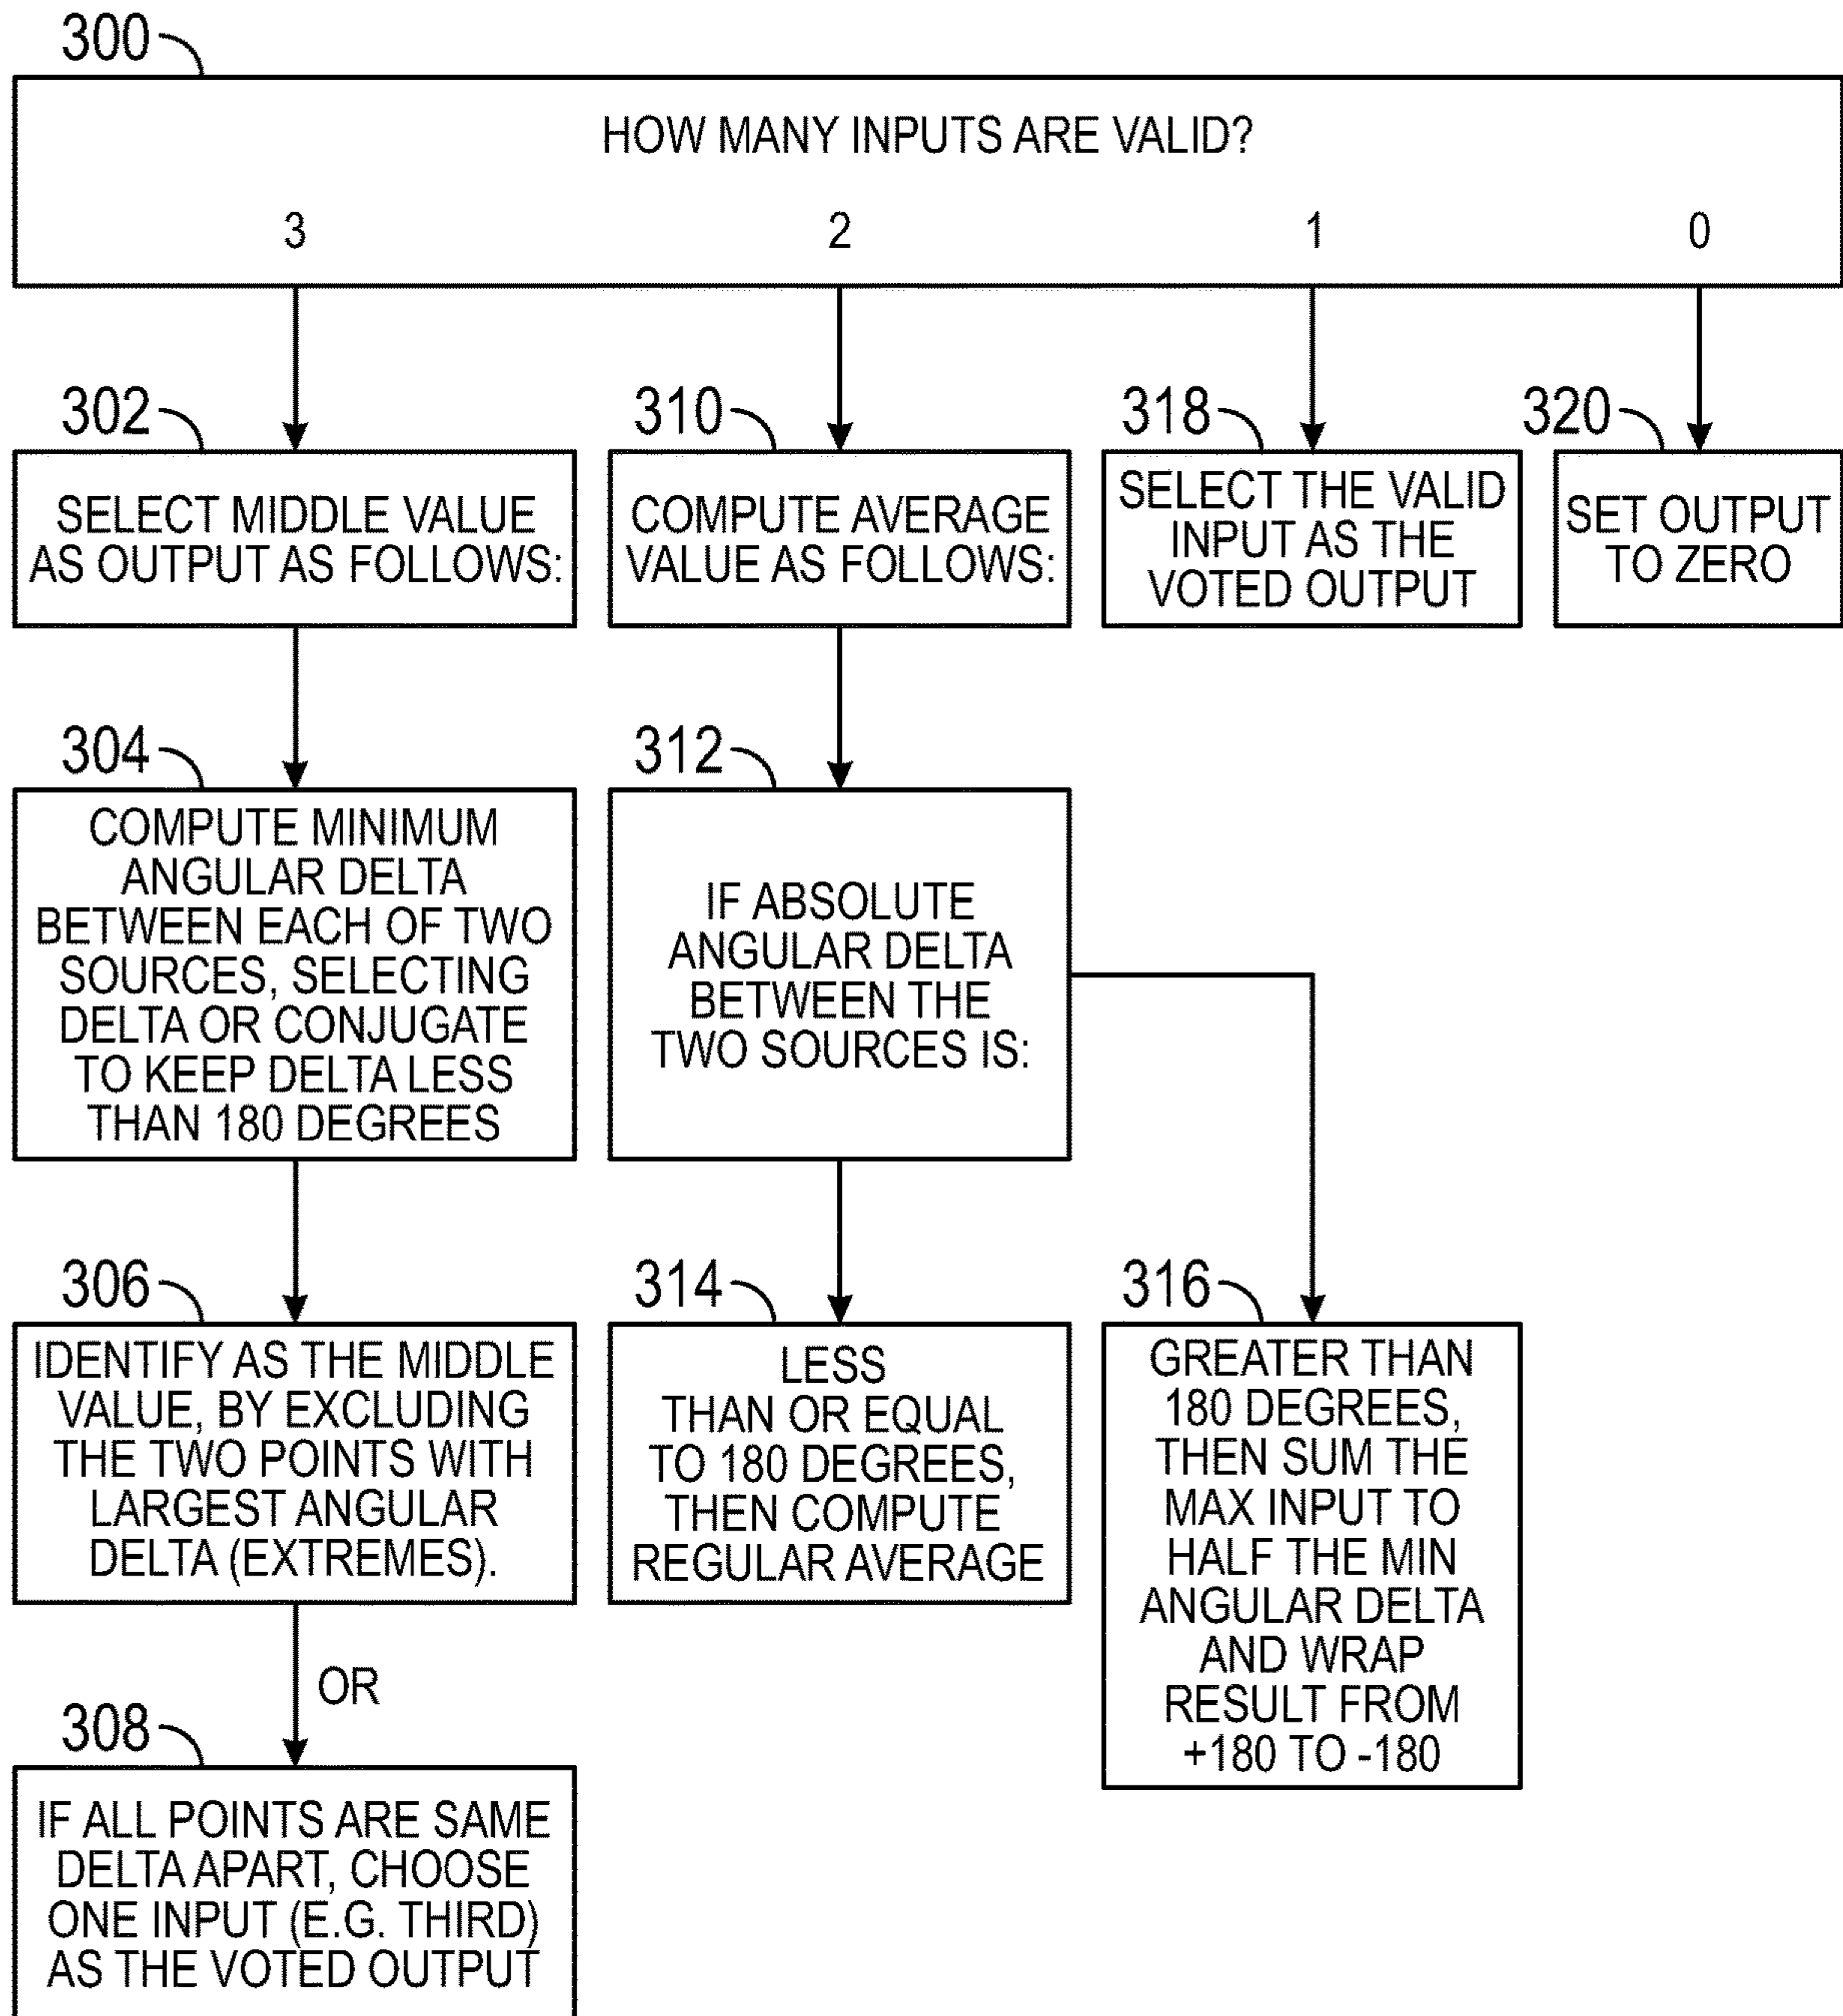 300
HOW MANY INPUTS ARE VALID?
3 2 1 0
302
SELECT MIDDLE VALUE
AS OUTPUT AS FOLLOWS:
310
COMPUTE AVERAGE
VALUE AS FOLLOWS:
318
SELECT THE VALID
INPUT AS THE
VOTED OUTPUT
320
SET OUTPUT
TO ZERO
304
COMPUTE MINIMUM
ANGULAR DELTA
BETWEEN EACH OF TWO
SOURCES, SELECTING
DELTA OR CONJUGATE
TO KEEP DELTA LESS
THAN 180 DEGREES
312
IF ABSOLUTE
ANGULAR DELTA
BETWEEN THE
TWO SOURCES IS:
306
IDENTIFY AS THE MIDDLE
VALUE, BY EXCLUDING
THE TWO POINTS WITH
LARGEST ANGULAR
DELTA (EXTREMES).
314
LESS
THAN OR EQUAL
TO 180 DEGREES,
THEN COMPUTE
REGULAR AVERAGE
316
GREATER THAN
180 DEGREES,
THEN SUM THE
MAX INPUT TO
HALF THE MIN
ANGULAR DELTA
AND WRAP
RESULT FROM
+180 TO -180
OR
308
IF ALL POINTS ARE SAME
DELTA APART, CHOOSE
ONE INPUT (E.G. THIRD)
AS THE VOTED OUTPUT